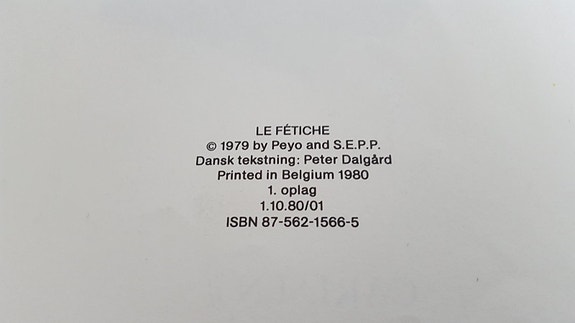 LE FÉTICHE
© 1979 by Peyo and S.E.P.P.
Dansk tekstning: Peter Dalgård
Printed in Belgium 1980
1. oplag
1.10.80/01
ISBN 87-562-1566-5